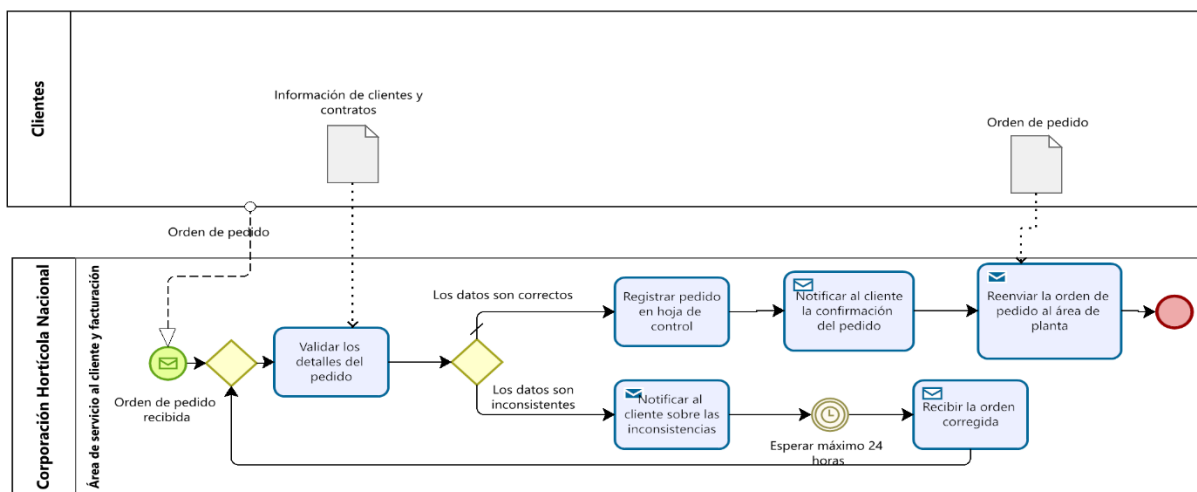 Clientes
Información de clientes y
contratos
Orden de pedido
Orden de pedido
Corporación Hortícola Nacional
Área de servicio al cliente y facturación
Orden de pedido
recibida
Validar los
detalles del
pedido
Los datos son correctos
Registrar pedido
en hoja de
control
Notificar al cliente
la confirmación
del pedido
Reenviar la orden de
pedido al área de
planta
Los datos son
inconsistentes
Notificar al
cliente sobre las
inconsistencias
Esperar máximo 24
horas
Recibir la orden
corregida